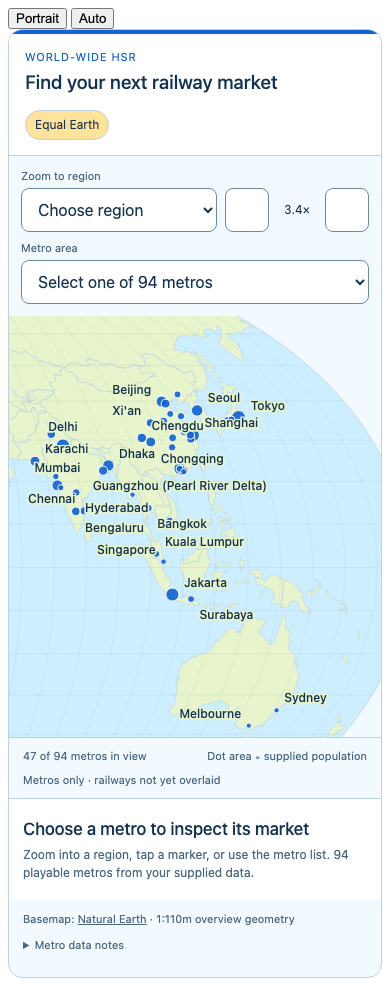 Portrait Auto
WORLD-WIDE HSR
Find your next railway market
Equal Earth
Zoom to region
Choose region 3.4×
Metro area
Select one of 94 metros
Beijing
Seoul
Tokyo
Xi'an
Shanghai
Chengdu
Delhi
Karachi
Dhaka
Chongqing
Mumbai
Guangzhou (Pearl River Delta)
Chennai
Hyderabad
Bangkok
Bengaluru
Kuala Lumpur
Singapore
Jakarta
Surabaya
Sydney
Melbourne
47 of 94 metros in view Dot area = supplied population
Metros only · railways not yet overlaid
Choose a metro to inspect its market
Zoom into a region, tap a marker, or use the metro list. 94
playable metros from your supplied data.
Basemap: Natural Earth · 1:110m overview geometry
Metro data notes